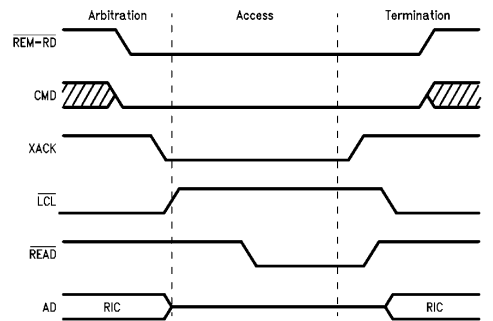 Arbitration Access Termination
REM-RD
CMD
XACK
LCL
READ
AD RIC RIC